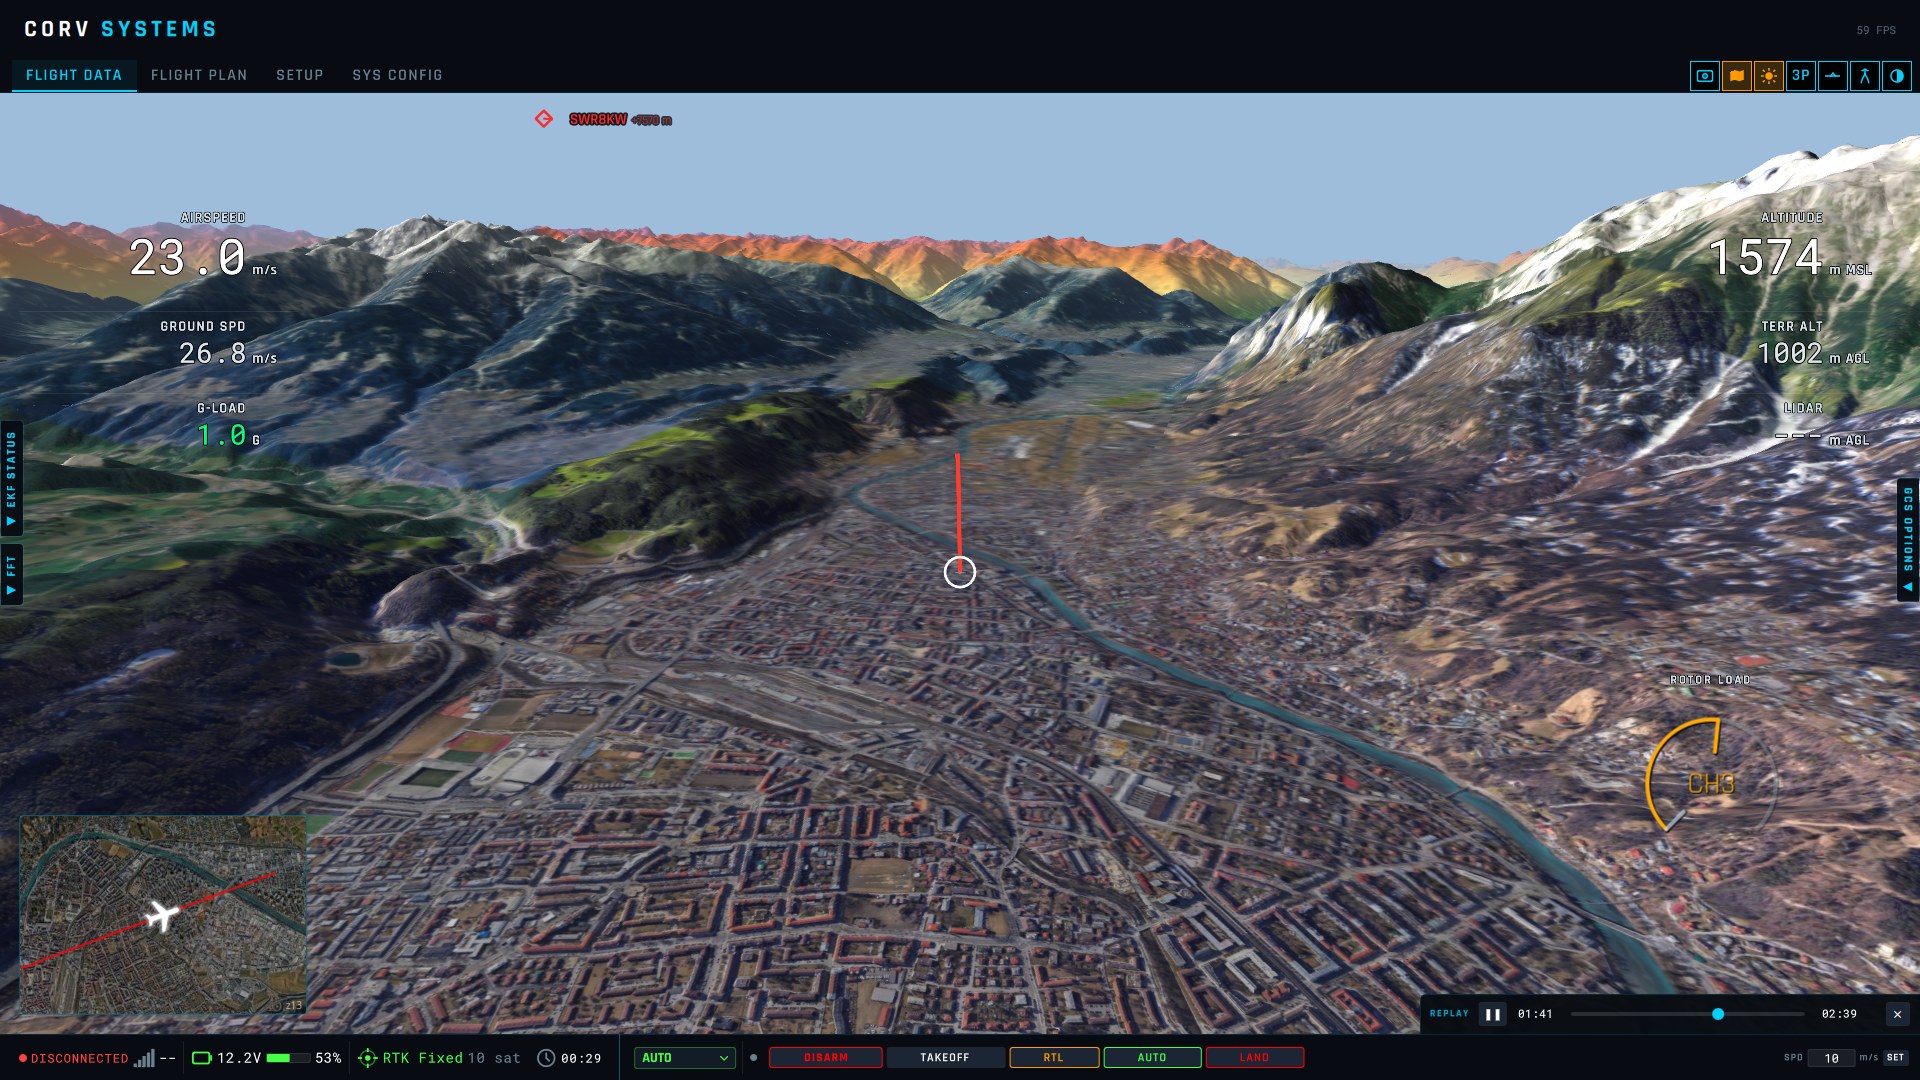 CORV SYSTEMS
59 FPS
FLIGHT DATA
FLIGHT PLAN
SETUP
SYS CONFIG
3P
SWR8KW
AIRSPEED
23.0 m/s
GROUND SPD
26.8 m/s
G-LOAD
1.0 G
ALTITUDE
1574 m MSL
TERR ALT
1002 m AGL
LIDAR
--- m AGL
EKF STATUS
FFT
GCS OPTIONS
ROTOR LOAD
CH3
z13
REPLAY
01:41
02:39
DISCONNECTED
--
12.2V
53%
RTK Fixed 10 sat
00:29
AUTO
DISARM
TAKEOFF
RTL
AUTO
LAND
SPD 10 m/s SET